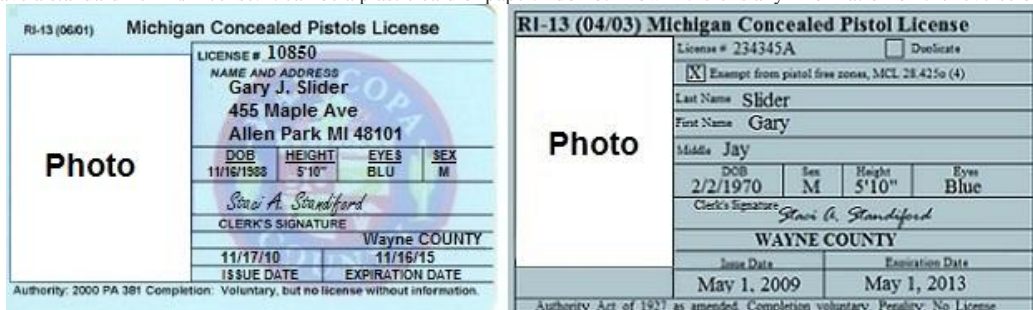 RI-13 (06/01) Michigan Concealed Pistols License
LICENSE # 10850
NAME AND ADDRESS
Gary J. Slider
455 Maple Ave
Allen Park MI 48101
Photo
DOB HEIGHT EYES SEX
11/16/1988 5'10" BLU M
Staci A. Standiford
CLERK'S SIGNATURE
Wayne COUNTY
11/17/10 11/16/15
ISSUE DATE EXPIRATION DATE
Authority: 2000 PA 381 Completion: Voluntary, but no license without information.
RI-13 (04/03) Michigan Concealed Pistol License
License # 234345A Duplicate
X Exempt from pistol free zones, MCL 28.425o (4)
Last Name Slider
First Name Gary
Photo
Middle Jay
DOB Sex Height Eyes
2/2/1970 M 5'10" Blue
Clerk's Signature Staci A. Standiford
WAYNE COUNTY
Issue Date Expiration Date
May 1, 2009 May 1, 2013
Authority Act of 1927 as amended. Completion voluntary. Penality: No License